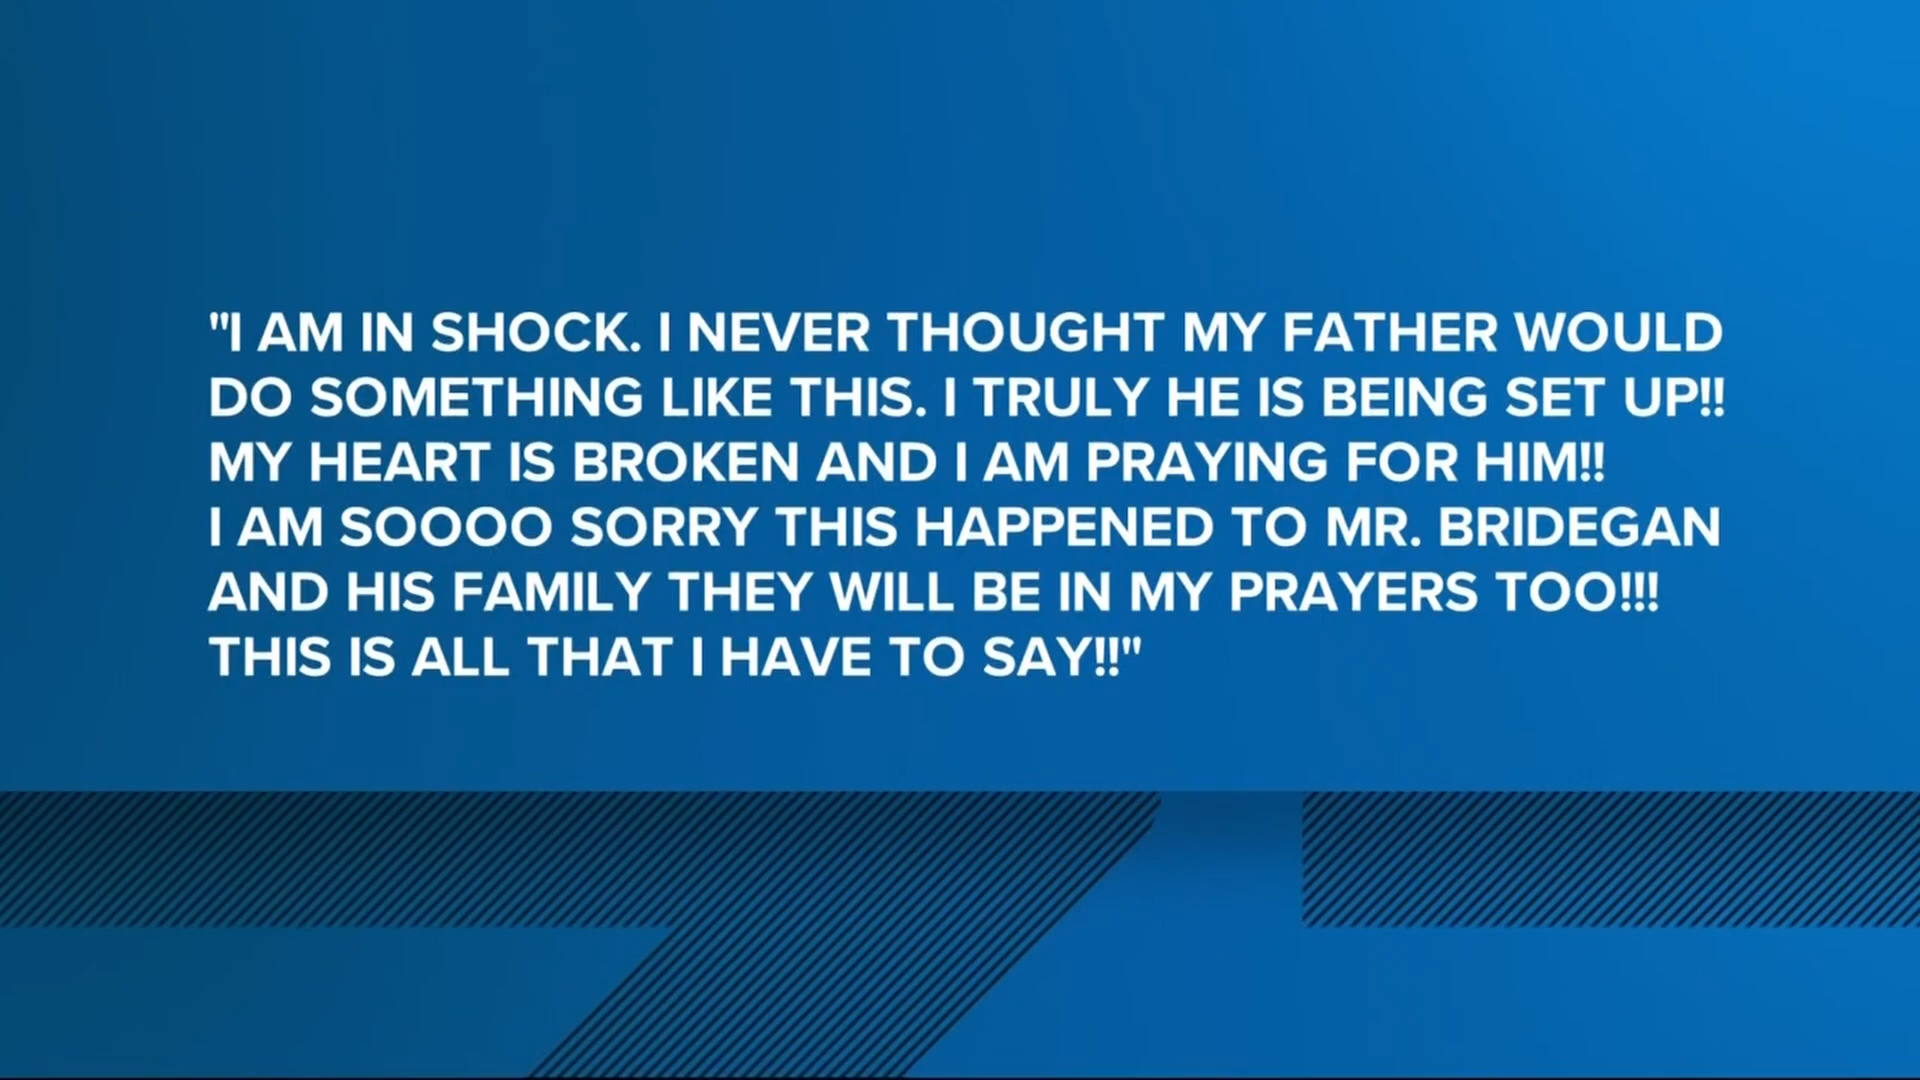 "I AM IN SHOCK. I NEVER THOUGHT MY FATHER WOULD
DO SOMETHING LIKE THIS. I TRULY HE IS BEING SET UP!!
MY HEART IS BROKEN AND I AM PRAYING FOR HIM!!
I AM SOOOO SORRY THIS HAPPENED TO MR. BRIDEGAN
AND HIS FAMILY THEY WILL BE IN MY PRAYERS TOO!!!
THIS IS ALL THAT I HAVE TO SAY!!"